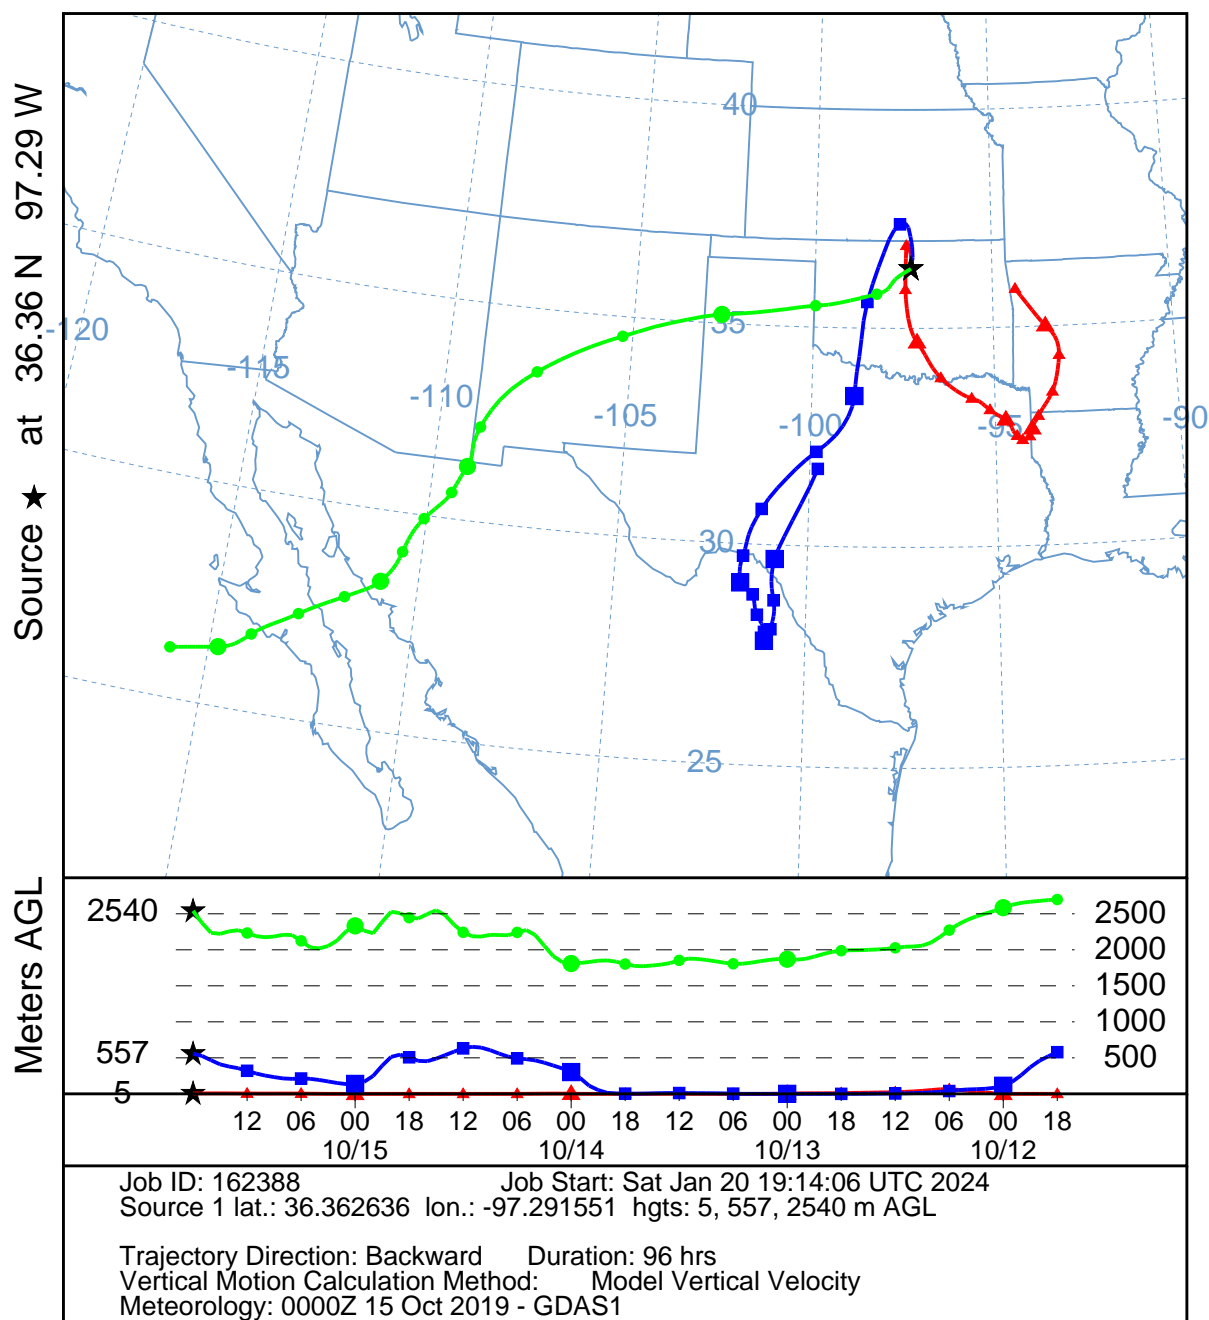 Source ★ at 36.36 N 97.29 W
40
35
-120
-115
-110
-105
-100
-95
-90
30
25
Meters AGL
2540
557
5
2500
2000
1500
1000
500
12 06 00 18 12 06 00 18 12 06 00 18 12 06 00 18
10/15 10/14 10/13 10/12
Job ID: 162388 Job Start: Sat Jan 20 19:14:06 UTC 2024
Source 1 lat.: 36.362636 lon.: -97.291551 hgts: 5, 557, 2540 m AGL
Trajectory Direction: Backward Duration: 96 hrs
Vertical Motion Calculation Method: Model Vertical Velocity
Meteorology: 0000Z 15 Oct 2019 - GDAS1